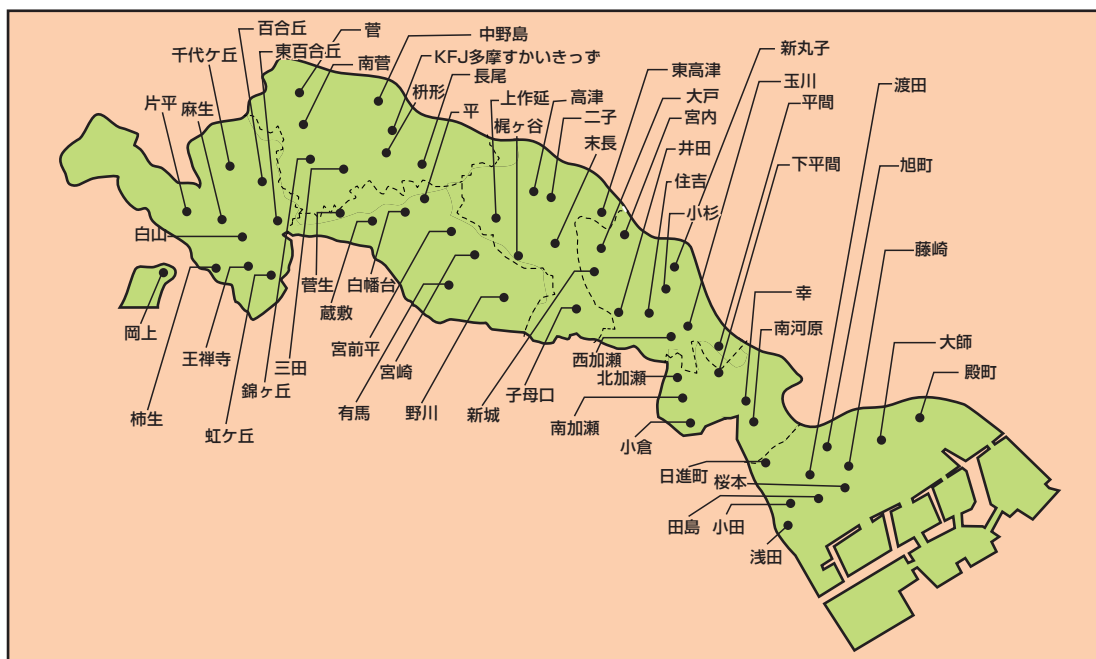 百合丘
菅
中野島
千代ケ丘
東百合丘
南菅
KFJ多摩すかいきっず
新丸子
片平
麻生
枡形
長尾
平
上作延
梶ヶ谷
高津
二子
末長
東高津
大戸
宮内
井田
住吉
小杉
玉川
平間
下平間
渡田
旭町
藤崎
白山
岡上
柿生
王禅寺
虹ケ丘
錦ヶ丘
三田
菅生
蔵敷
白幡台
宮前平
有馬
宮崎
野川
新城
子母口
西加瀬
北加瀬
南加瀬
小倉
幸
南河原
大師
殿町
日進町
桜本
田島
小田
浅田